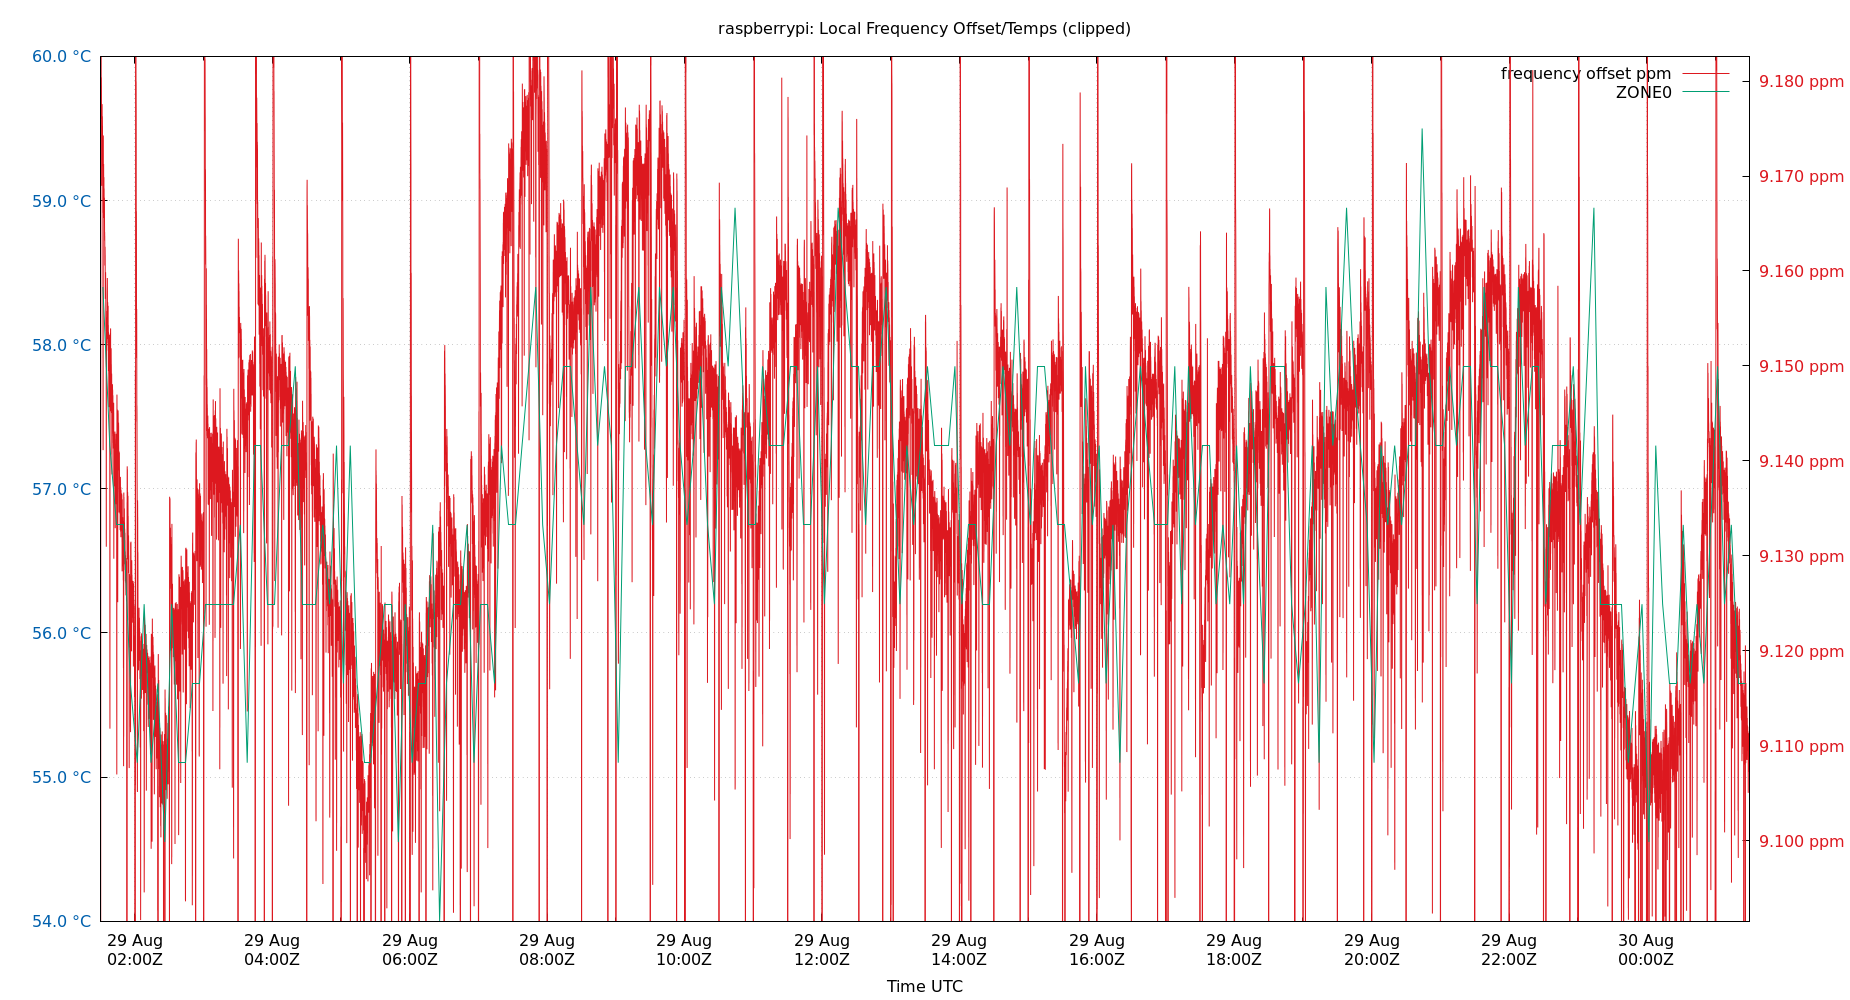 raspberrypi: Local Frequency Offset/Temps (clipped)
60.0 °C
59.0 °C
58.0 °C
57.0 °C
56.0 °C
55.0 °C
54.0 °C
frequency offset ppm
ZONE0
9.180 ppm
9.170 ppm
9.160 ppm
9.150 ppm
9.140 ppm
9.130 ppm
9.120 ppm
9.110 ppm
9.100 ppm
29 Aug 29 Aug 29 Aug 29 Aug 29 Aug 29 Aug 29 Aug 29 Aug 29 Aug 29 Aug 29 Aug 30 Aug
02:00Z 04:00Z 06:00Z 08:00Z 10:00Z 12:00Z 14:00Z 16:00Z 18:00Z 20:00Z 22:00Z 00:00Z
Time UTC